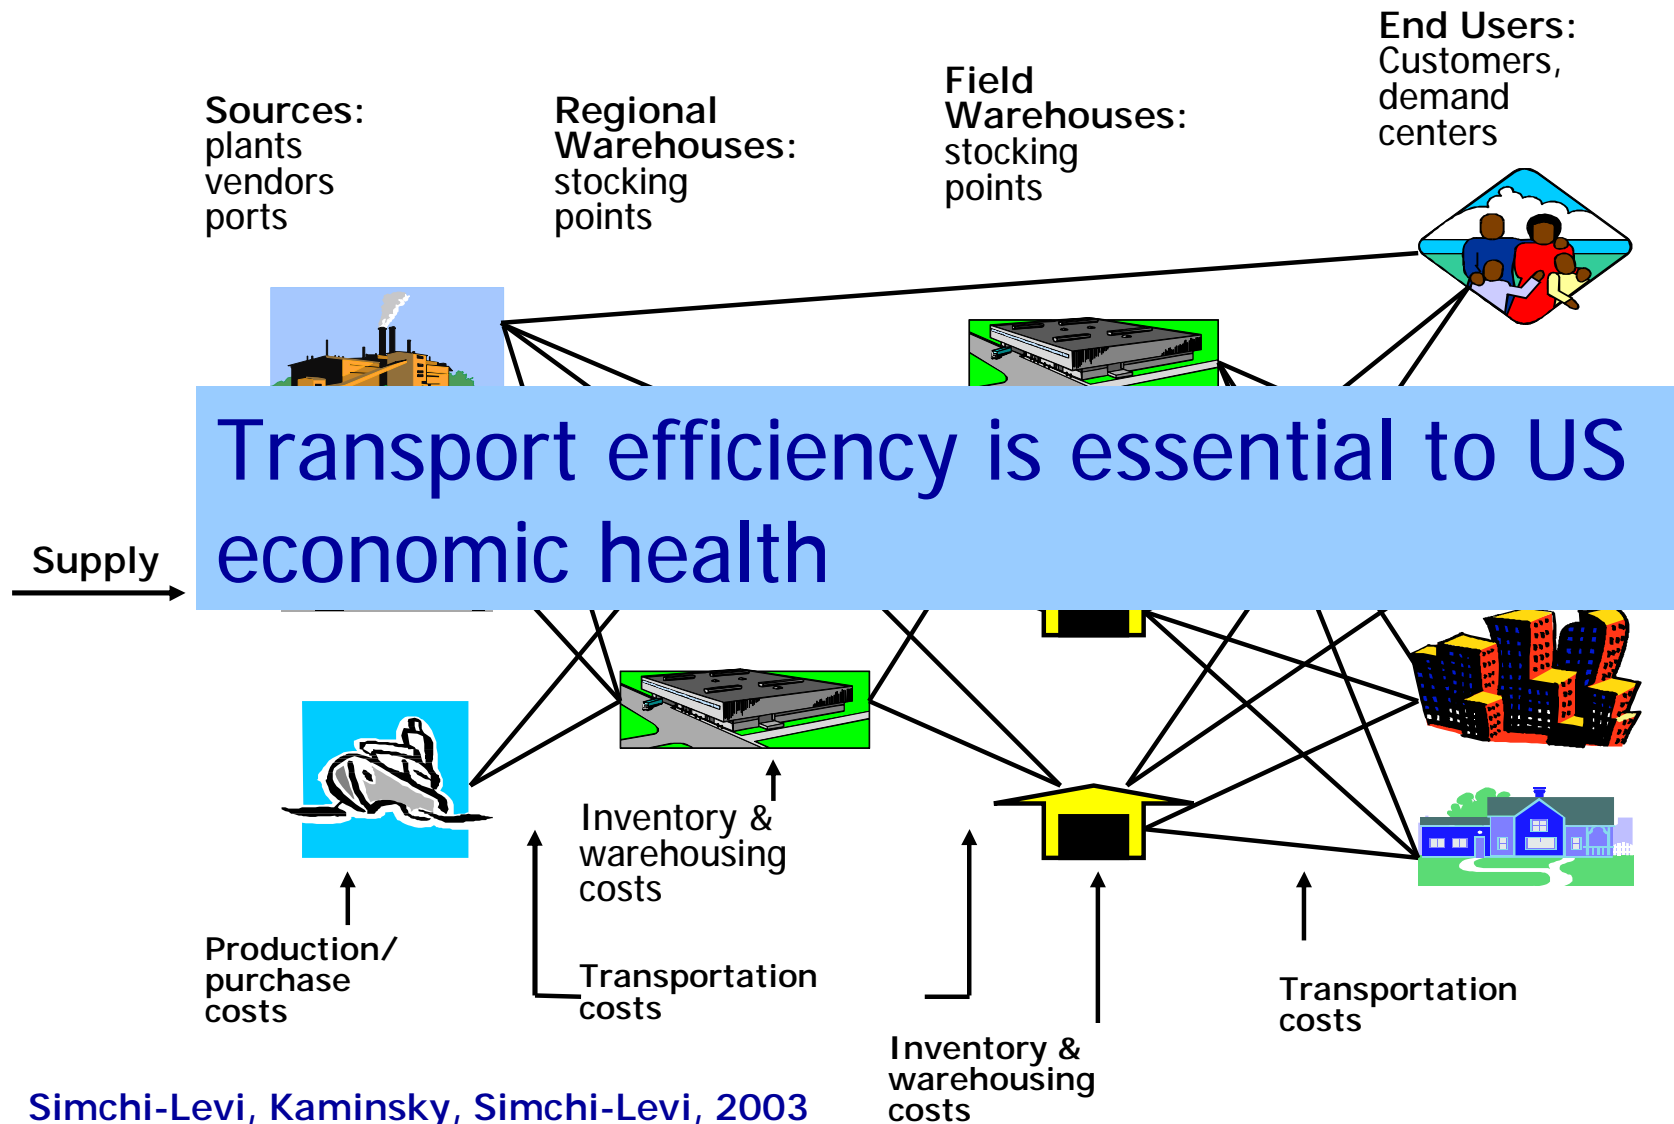 End Users:
Customers,
demand
centers
Field
Warehouses:
stocking
points
Sources:
plants
vendors
ports
Regional
Warehouses:
stocking
points
Transport efficiency is essential to US
economic health
Supply
Inventory &
warehousing
costs
Production/
purchase
costs
Transportation
costs
Transportation
costs
Inventory &
warehousing
costs
Simchi-Levi, Kaminsky, Simchi-Levi, 2003